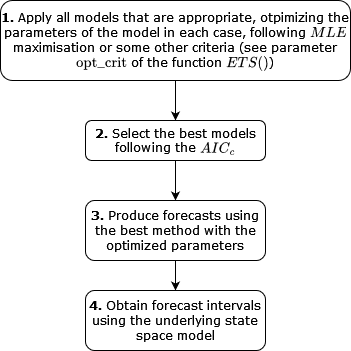 1. Apply all models that are appropriate, otpimizing the
parameters of the model in each case, following MLE
maximisation or some other criteria (see parameter
opt_crit of the function ETS())
2. Select the best models
following the AICc
3. Produce forecasts using
the best method with the
optimized parameters
4. Obtain forecast intervals
using the underlying state
space model